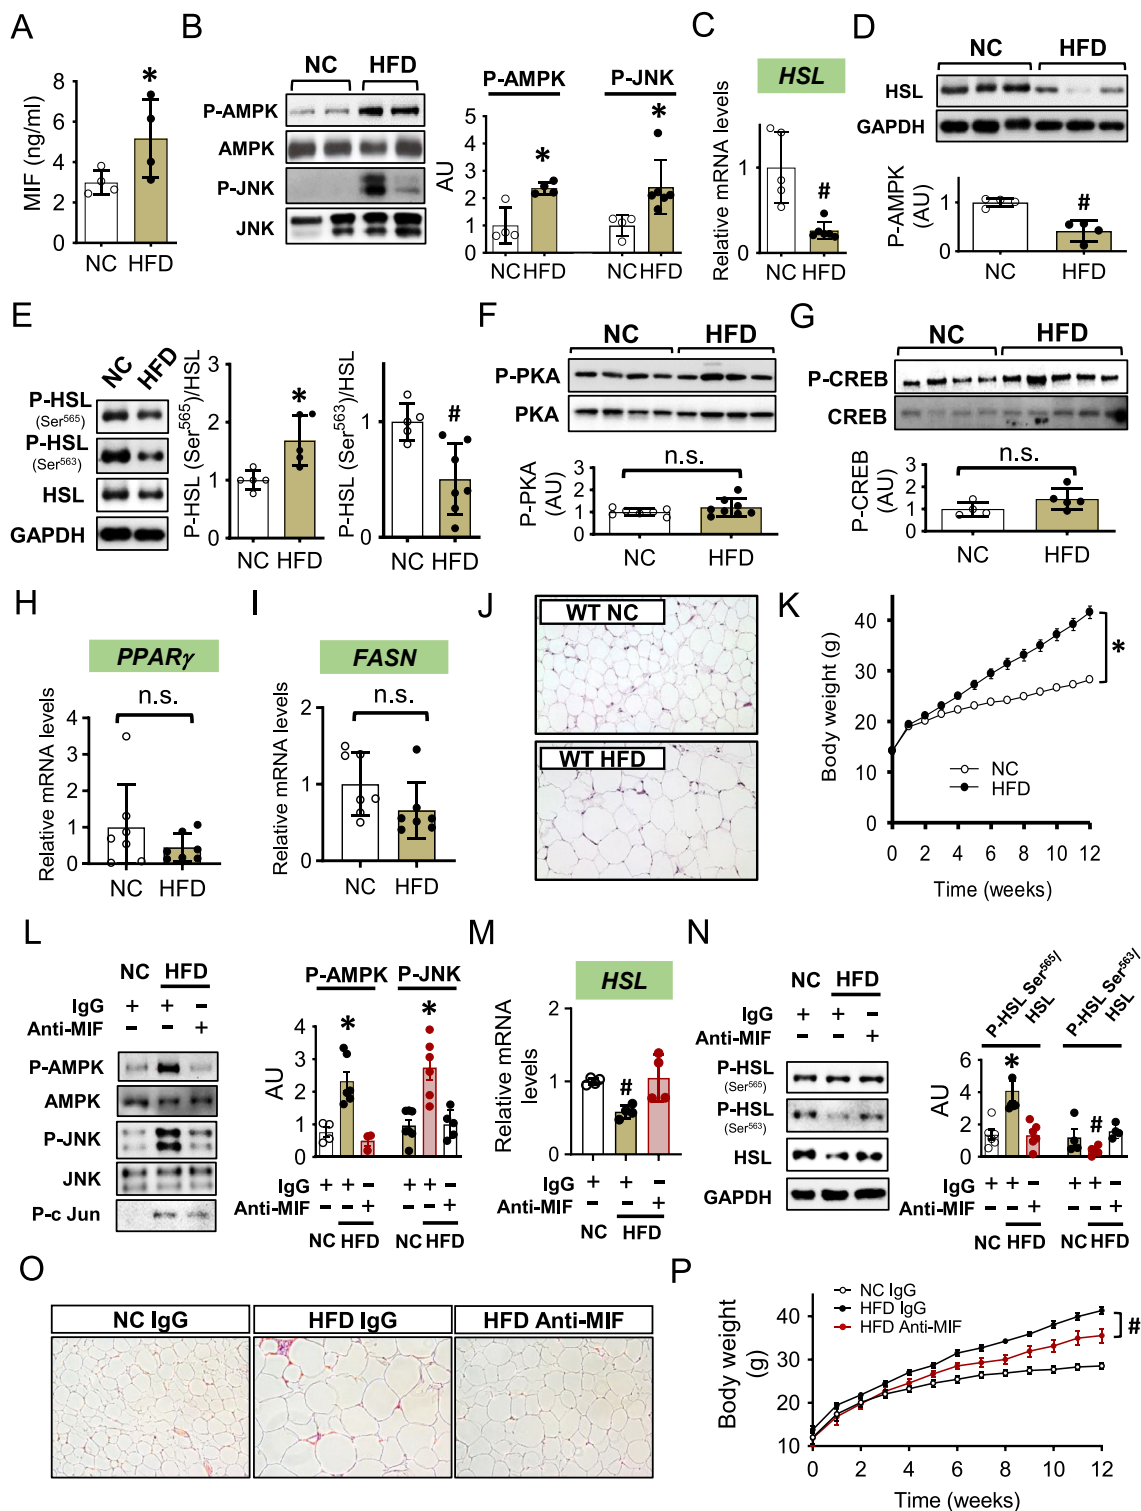 A
MIF (ng/ml)
8
6
4
2
0
*
NC HFD
B
NC HFD
P-AMPK
AMPK
P-JNK
JNK
P-AMPK P-JNK
AU
5
4
3
2
1
0
* *
NC HFD NC HFD
C
HSL
Relative mRNA levels
1
0
#
NC HFD
D
NC HFD
HSL
GAPDH
P-AMPK
(AU)
1
0
#
NC HFD
E
NC HFD
P-HSL
(Ser565)
P-HSL
(Ser563)
HSL
GAPDH
P-HSL (Ser565)/HSL
3
2
1
0
*
NC HFD
P-HSL (Ser563)/HSL
1
0
#
NC HFD
F
NC HFD
P-PKA
PKA
P-PKA
(AU)
3
2
1
0
n.s.
NC HFD
G
NC HFD
P-CREB
CREB
P-CREB
(AU)
3
2
1
0
n.s.
NC HFD
H
PPARγ
Relative mRNA levels
4
3
2
1
0
n.s.
NC HFD
I
FASN
Relative mRNA levels
2
1
0
n.s.
NC HFD
J
WT NC
WT HFD
K
Body weight (g)
40
30
20
10
0
*
NC
HFD
0 2 4 6 8 10 12
Time (weeks)
L
NC HFD
IgG + + -
Anti-MIF - - +
P-AMPK
AMPK
P-JNK
JNK
P-c Jun
P-AMPK P-JNK
AU
4
3
2
1
0
* *
IgG + + - + + -
Anti-MIF - - + - - +
NC HFD NC HFD
M
HSL
Relative mRNA
levels
2
1
0
#
IgG + + -
Anti-MIF - - +
NC HFD
N
NC HFD
IgG + + -
Anti-MIF - - +
P-HSL
(Ser565)
P-HSL
(Ser563)
HSL
GAPDH
P-HSL Ser565/
HSL
P-HSL Ser563/
HSL
AU
6
4
2
0
* #
IgG + + - + + -
Anti-MIF - - + - - +
NC HFD NC HFD
O
NC IgG HFD IgG HFD Anti-MIF
P
NC IgG
HFD IgG
HFD Anti-MIF
Body weight
(g)
40
30
20
10
#
0 2 4 6 8 10 12
Time (weeks)